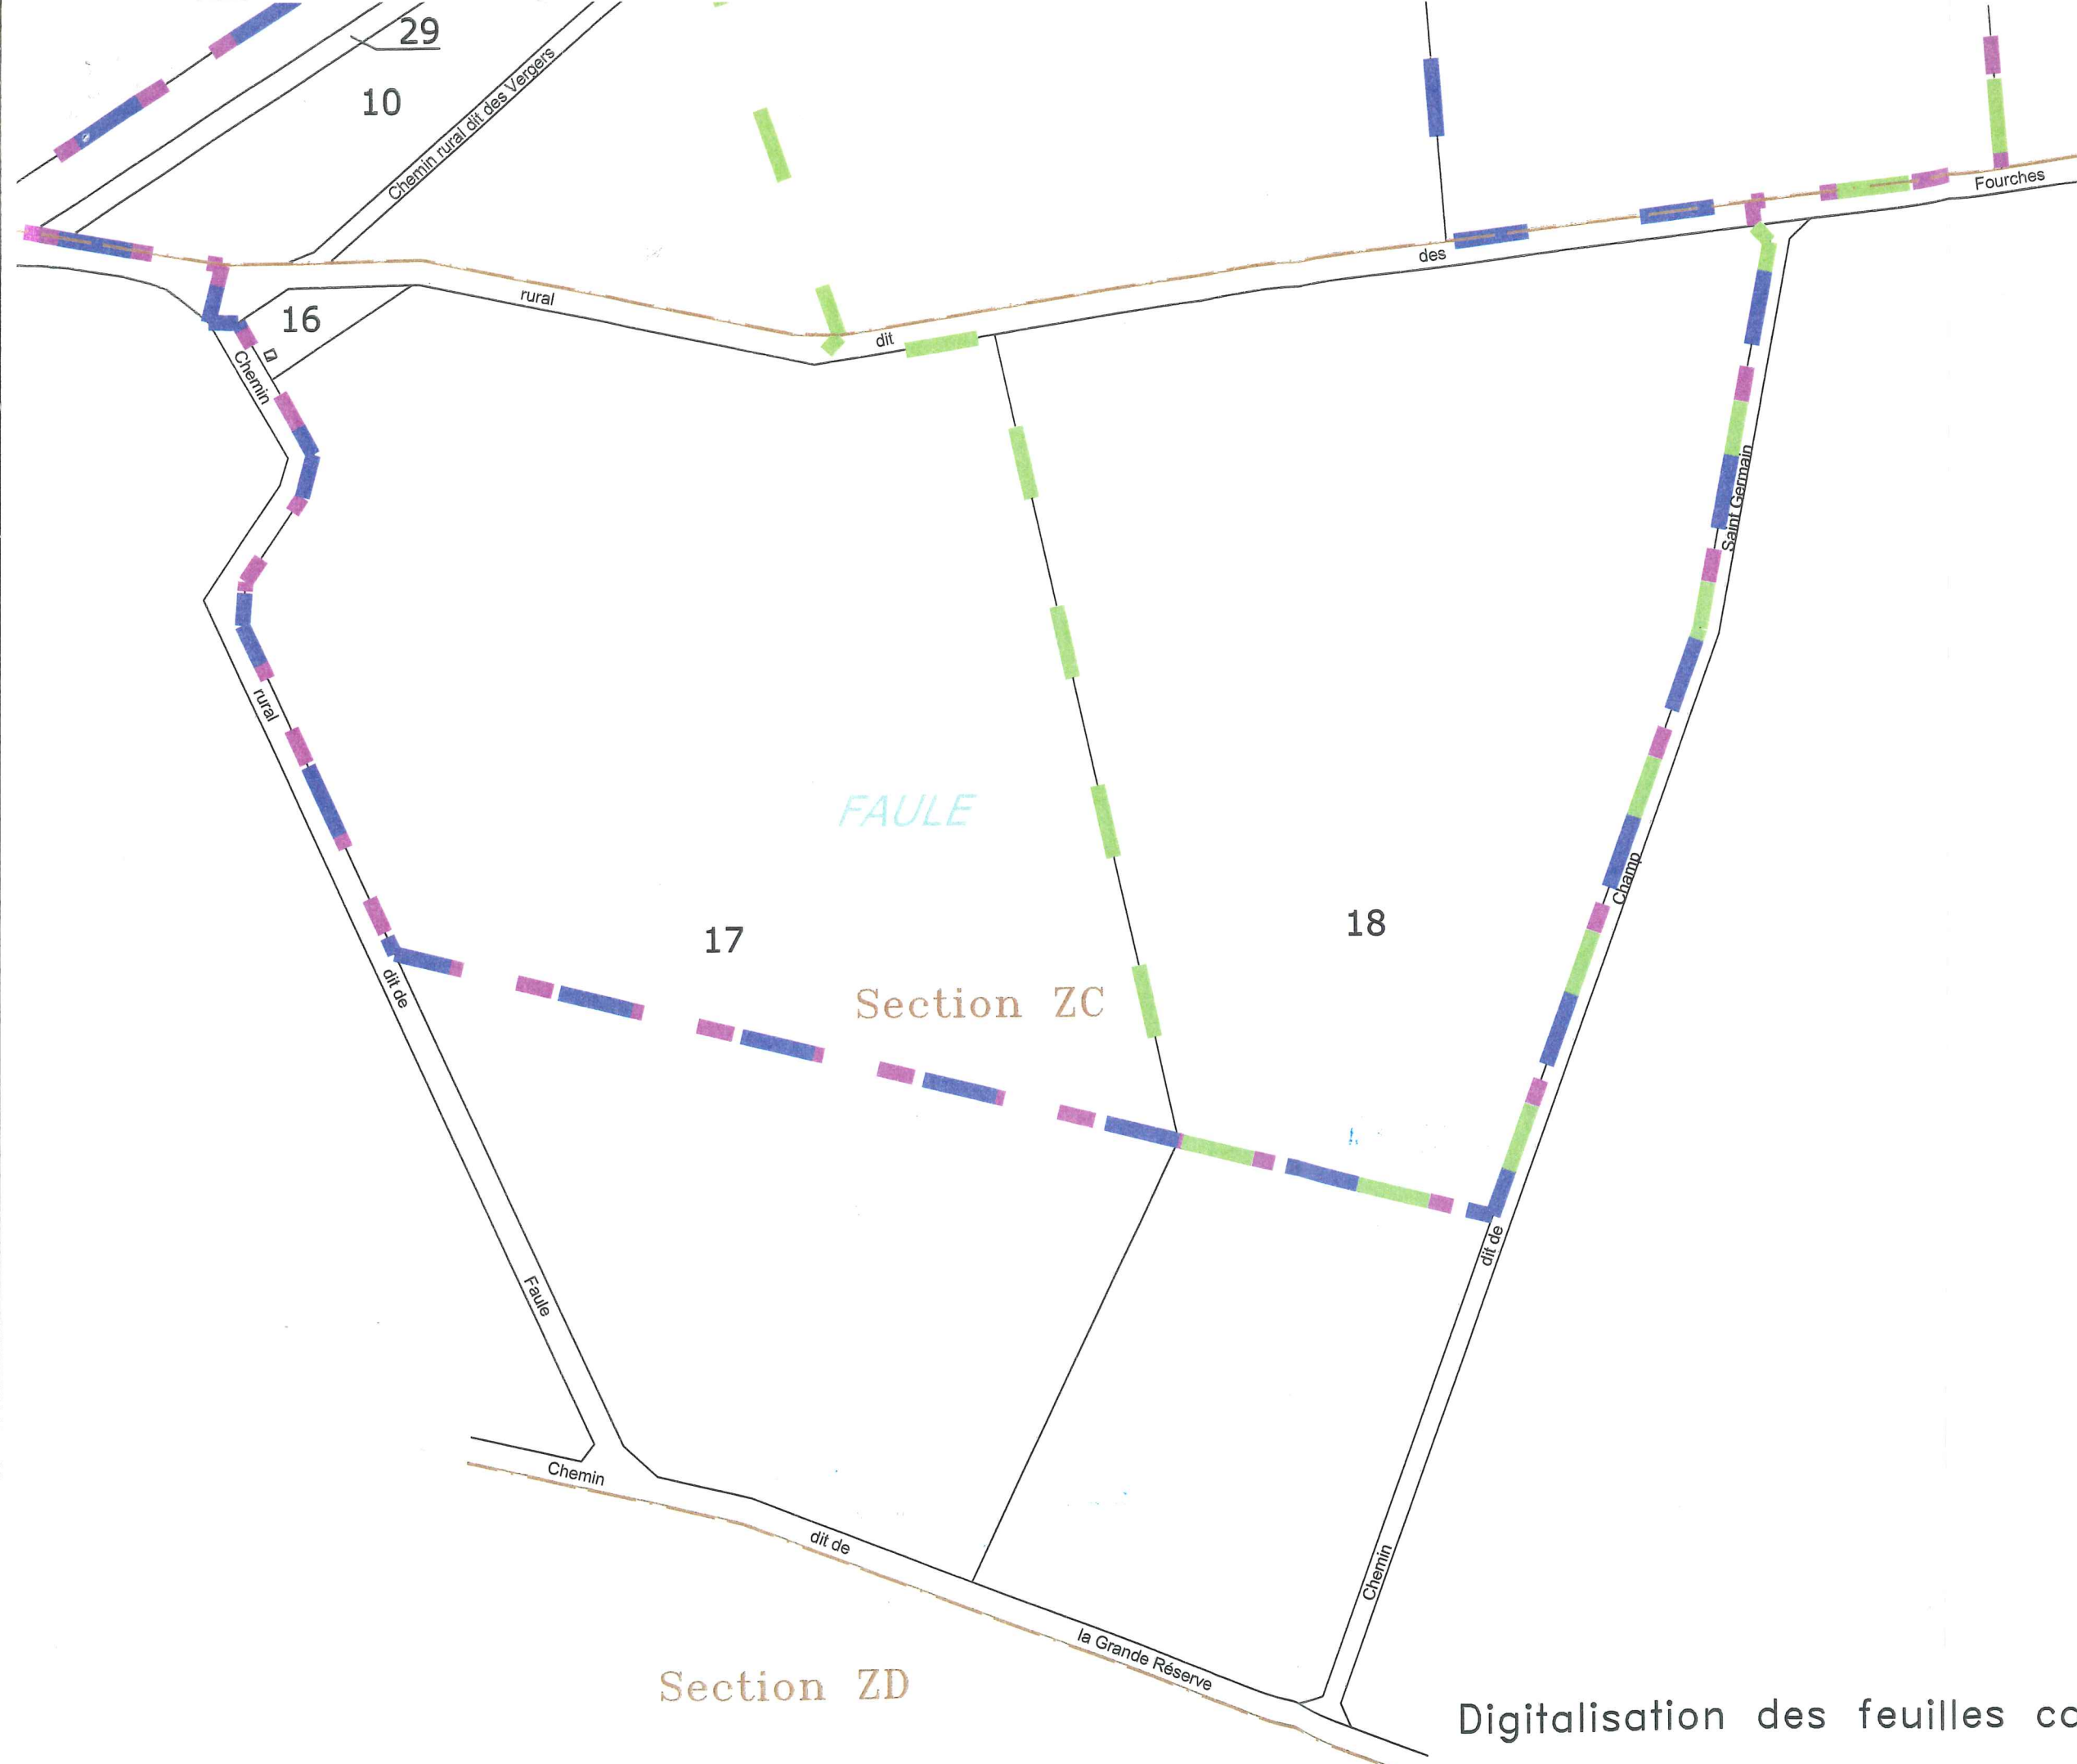 29
10
Chemin rural dit des Vergers
Fourches
des
rural
dit
16
Chemin
Saint Germain
rural
FAULE
Champ
17
18
dit de
Section ZC
dit de
Faule
Chemin
dit de
Chemin
la Grande Réserve
Section ZD
Digitalisation des feuilles